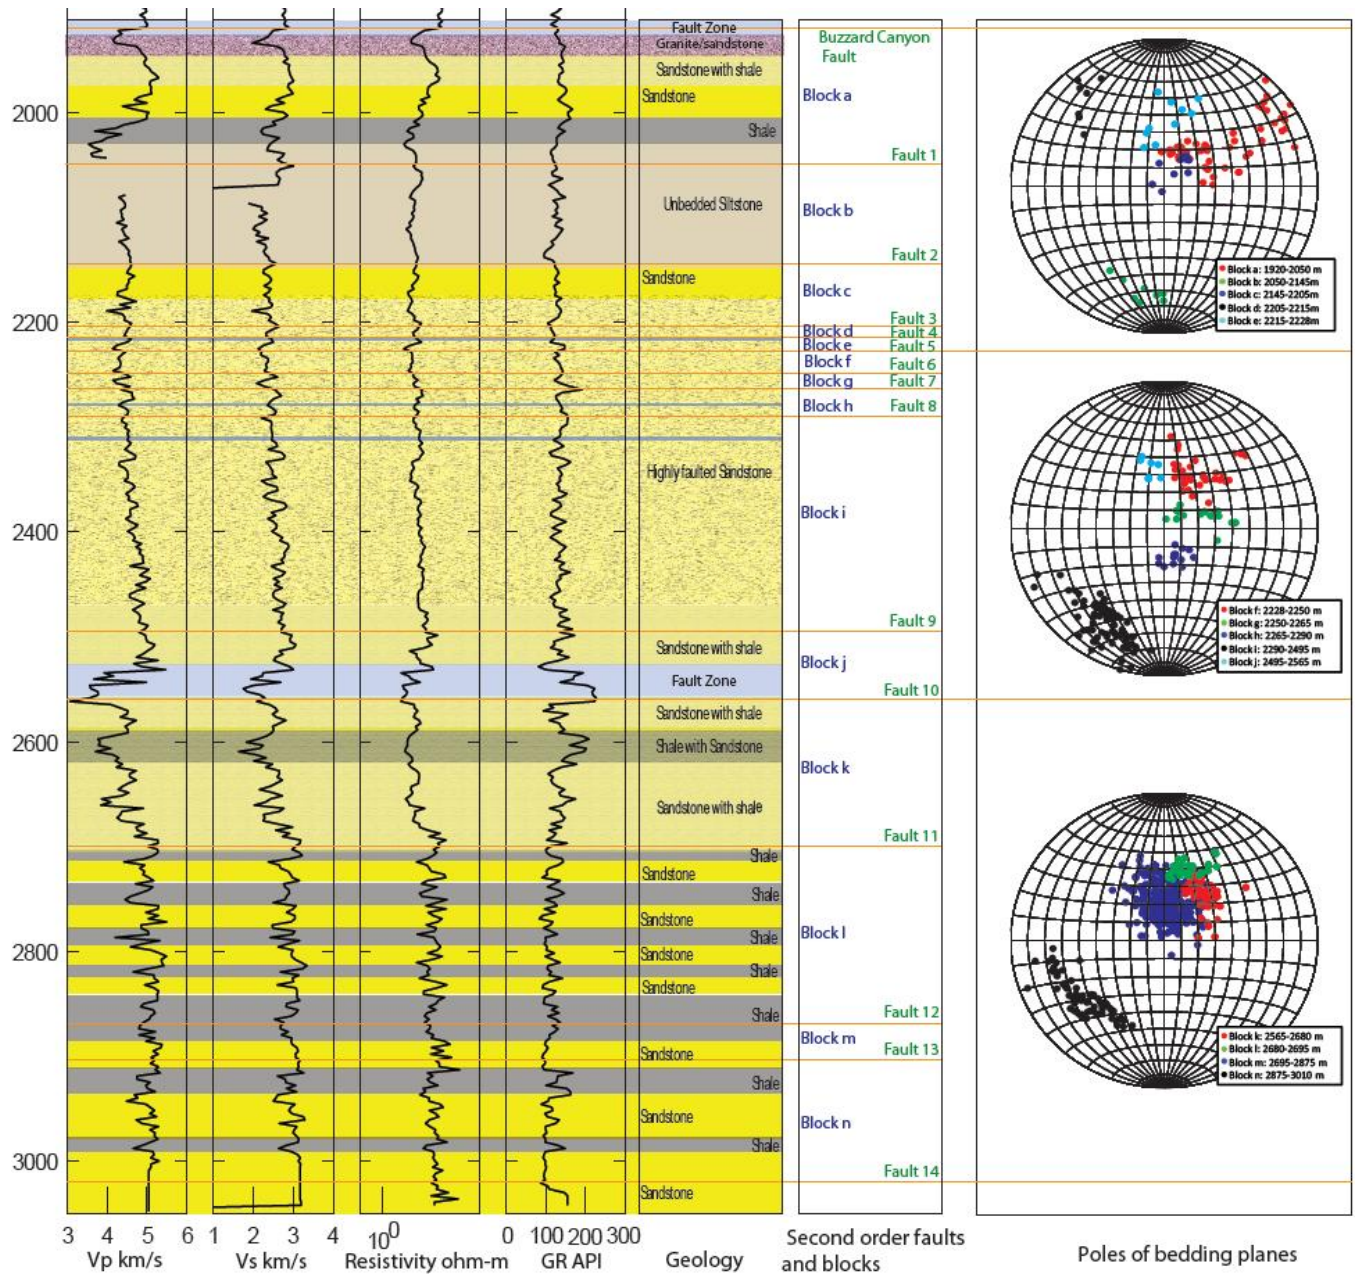 Fault Zone
Granite/sandstone
Sandstone with shale
Sandstone
Shale
Unbedded Siltstone
Sandstone
Highly faulted Sandstone
Sandstone with shale
Fault Zone
Sandstone with shale
Shale with Sandstone
Sandstone with shale
Shale
Sandstone
Shale
Sandstone
Shale
Sandstone
Shale
Sandstone
Shale
Sandstone
Shale
Sandstone
Shale
Sandstone
2000
2200
2400
2600
2800
3000
Buzzard Canyon
Fault
Block a
Fault 1
Block b
Fault 2
Block c
Fault 3
Block d Fault 4
Block e Fault 5
Block f Fault 6
Block g Fault 7
Block h Fault 8
Block i
Fault 9
Block j
Fault 10
Block k
Fault 11
Block l
Fault 12
Block m
Fault 13
Block n
Fault 14
Block a: 1920-2050 m
Block b: 2050-2145m
Block c: 2145-2205m
Block d: 2205-2215m
Block e: 2215-2228m
Block f: 2228-2250 m
Block g: 2250-2265 m
Block h: 2265-2290 m
Block i: 2290-2495 m
Block j: 2495-2565 m
Block k: 2565-2680 m
Block l: 2680-2695 m
Block m: 2695-2875 m
Block n: 2875-3010 m
3 4 5 6 1 2 3 4 10⁰ 0 100 200 300
Vp km/s Vs km/s Resistivity ohm-m GR API Geology
Second order faults
and blocks
Poles of bedding planes